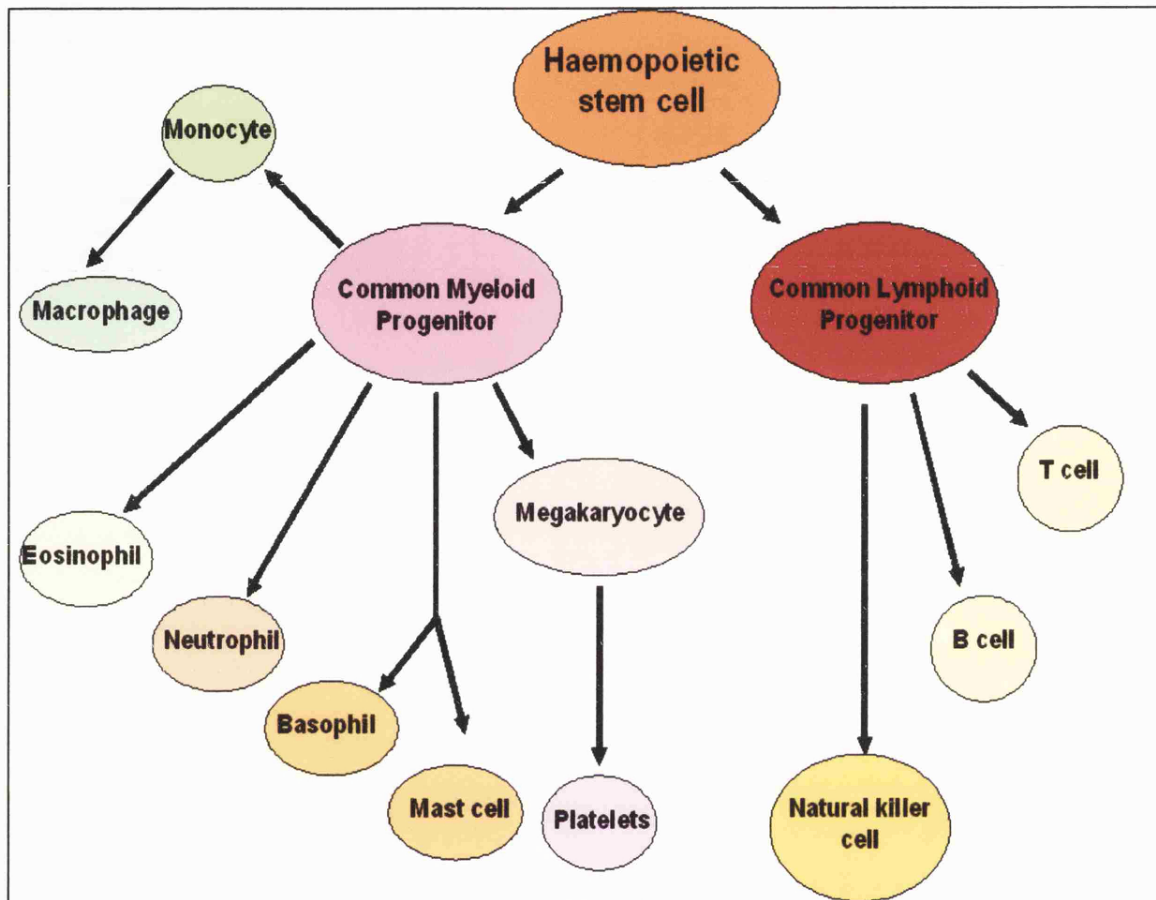 Haemopoietic
stem cell
Monocyte
Macrophage
Common Myeloid
Progenitor
Common Lymphoid
Progenitor
T cell
Megakaryocyte
Eosinophil
Neutrophil
B cell
Basophil
Mast cell
Platelets
Natural killer
cell